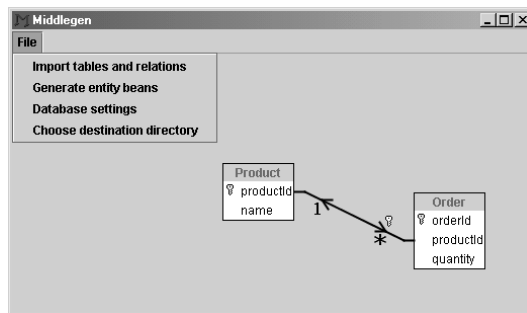 Middlegen
File
Import tables and relations
Generate entity beans
Database settings
Choose destination directory
Product
productId
name
1
*
Order
orderId
productId
quantity